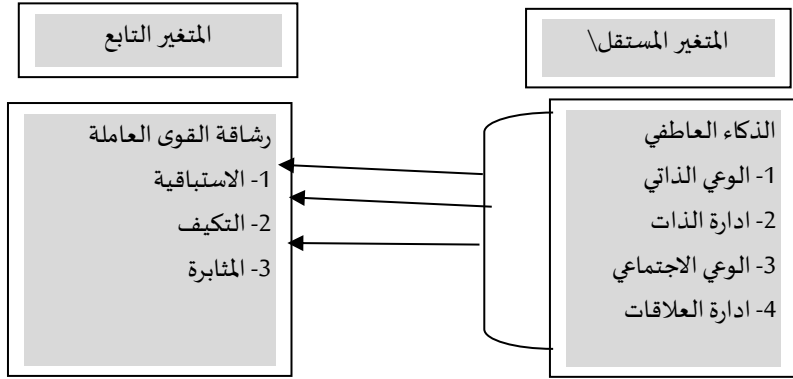 المتغير المستقل\
المتغير التابع
الذكاء العاطفي
1- الوعي الذاتي
2- ادارة الذات
3- الوعي الاجتماعي
4- ادارة العلاقات
رشاقة القوى العاملة
1- الاستباقية
2- التكيف
3- المثابرة